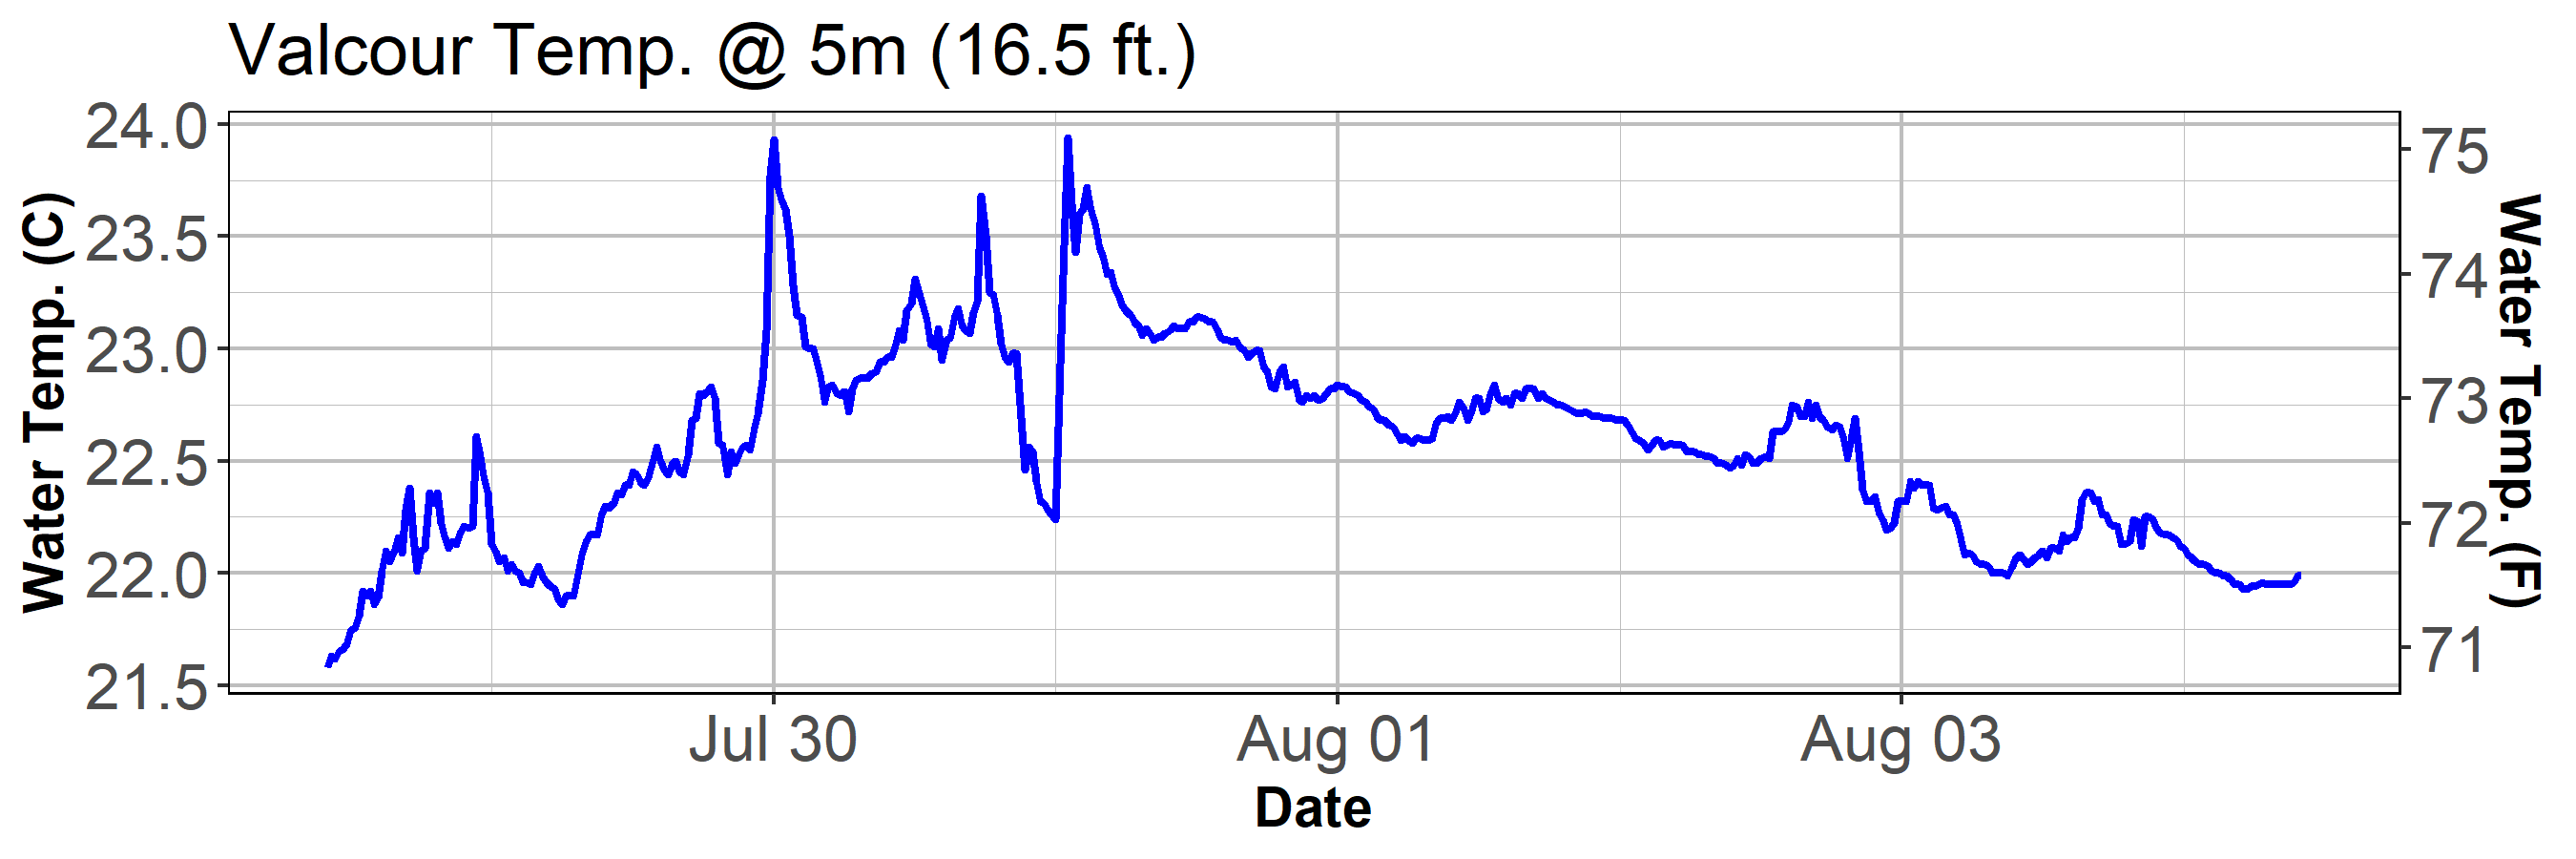 Valcour Temp. @ 5m (16.5 ft.)
Water Temp. (C)
24.0
23.5
23.0
22.5
22.0
21.5
75
74
73
72
71
Water Temp. (F)
Jul 30 Aug 01 Aug 03
Date